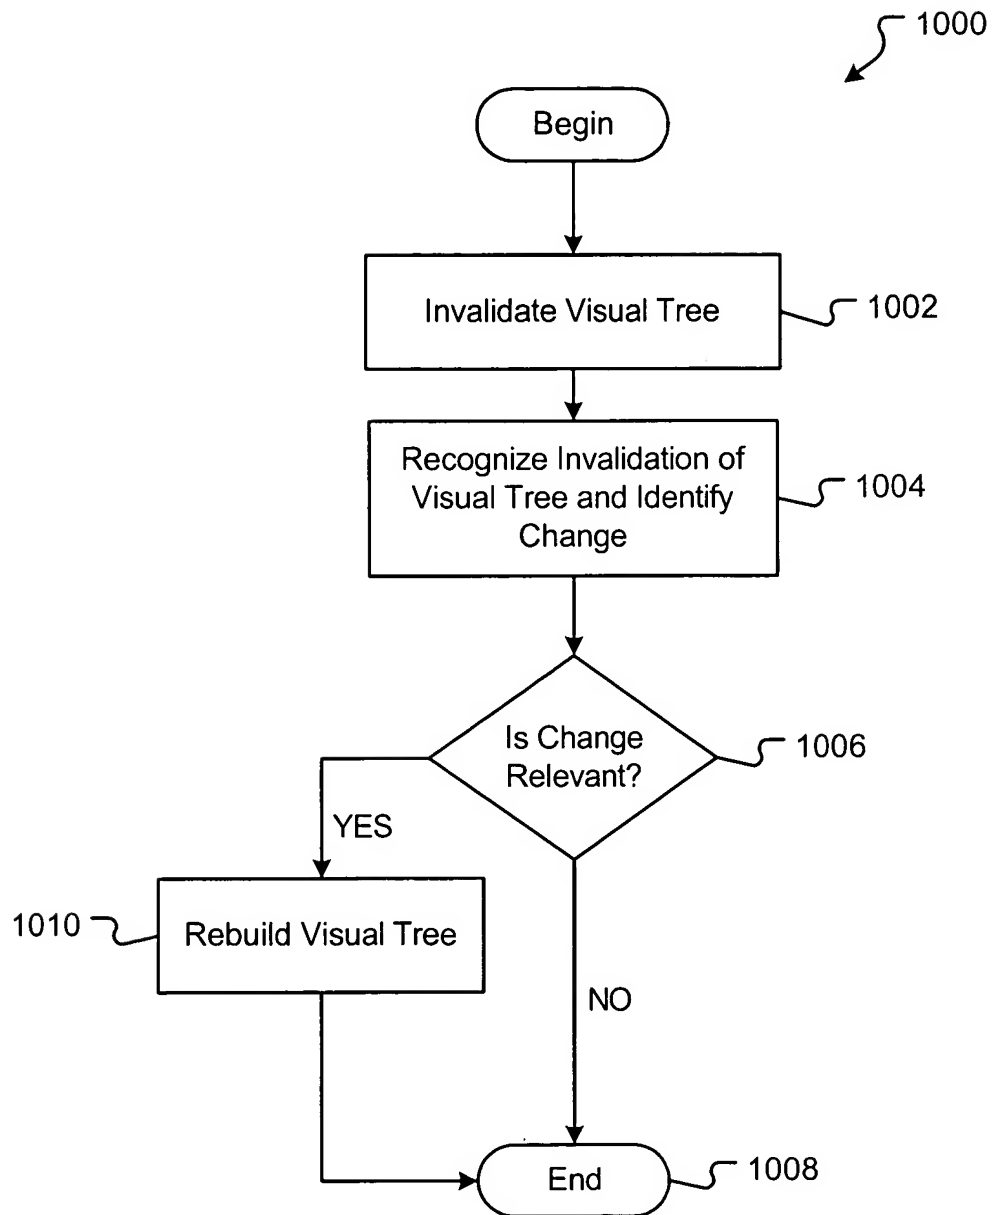 1000
Begin
Invalidate Visual Tree
1002
Recognize Invalidation of
Visual Tree and Identify
Change
1004
Is Change
Relevant?
1006
YES
1010
Rebuild Visual Tree
NO
End
1008